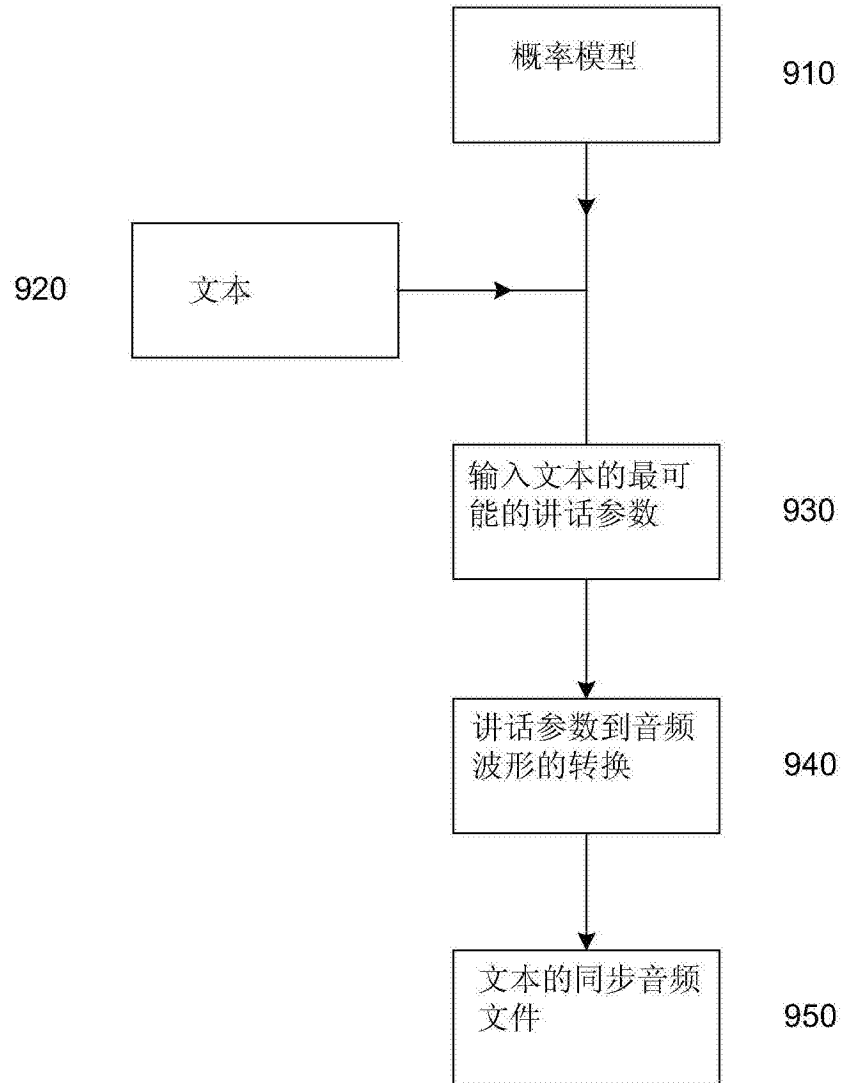 概率模型
910
920
文本
输入文本的最可
能的讲话参数
930
讲话参数到音频
波形的转换
940
文本的同步音频
文件
950